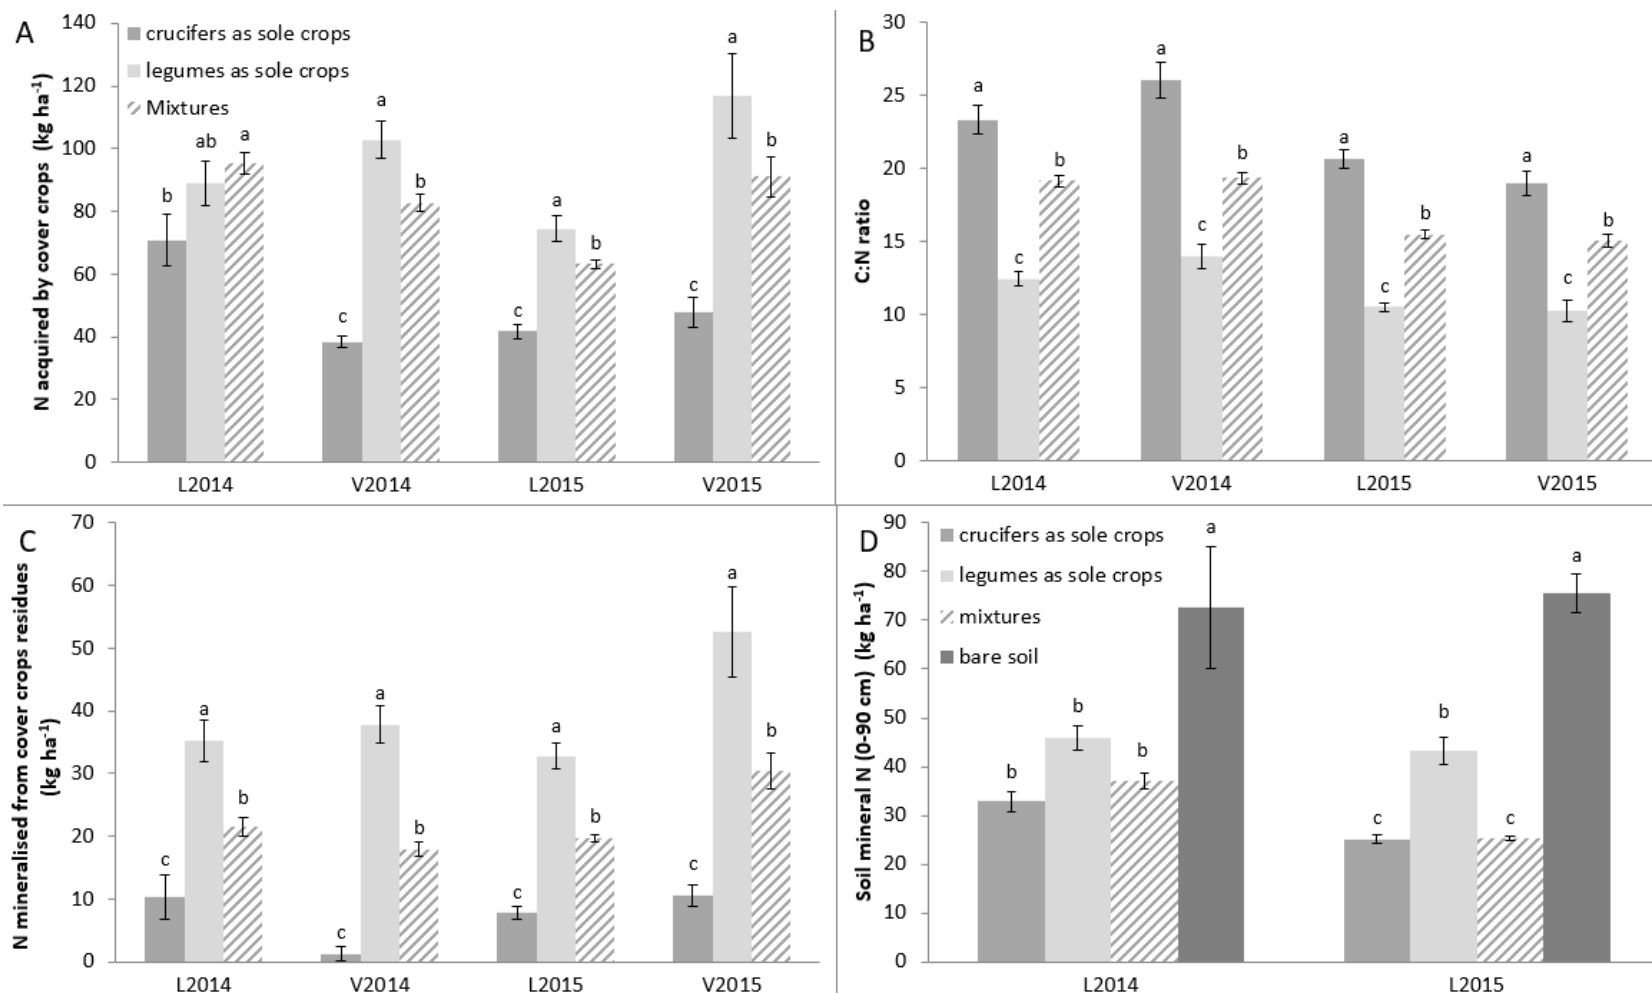 A
N acquired by cover crops (kg ha⁻¹)
140
120
100
80
60
40
20
0
crucifers as sole crops
legumes as sole crops
Mixtures
b
ab
a
c
a
b
c
a
b
c
a
b
L2014
V2014
L2015
V2015
B
C:N ratio
30
25
20
15
10
5
0
a
c
b
a
c
b
a
c
b
a
c
b
L2014
V2014
L2015
V2015
C
N mineralised from cover crops residues
(kg ha⁻¹)
70
60
50
40
30
20
10
0
c
a
b
c
a
b
c
a
b
c
a
b
L2014
V2014
L2015
V2015
D
Soil mineral N (0-90 cm) (kg ha⁻¹)
90
80
70
60
50
40
30
20
10
0
crucifers as sole crops
legumes as sole crops
mixtures
bare soil
b
b
b
a
c
b
c
a
L2014
L2015